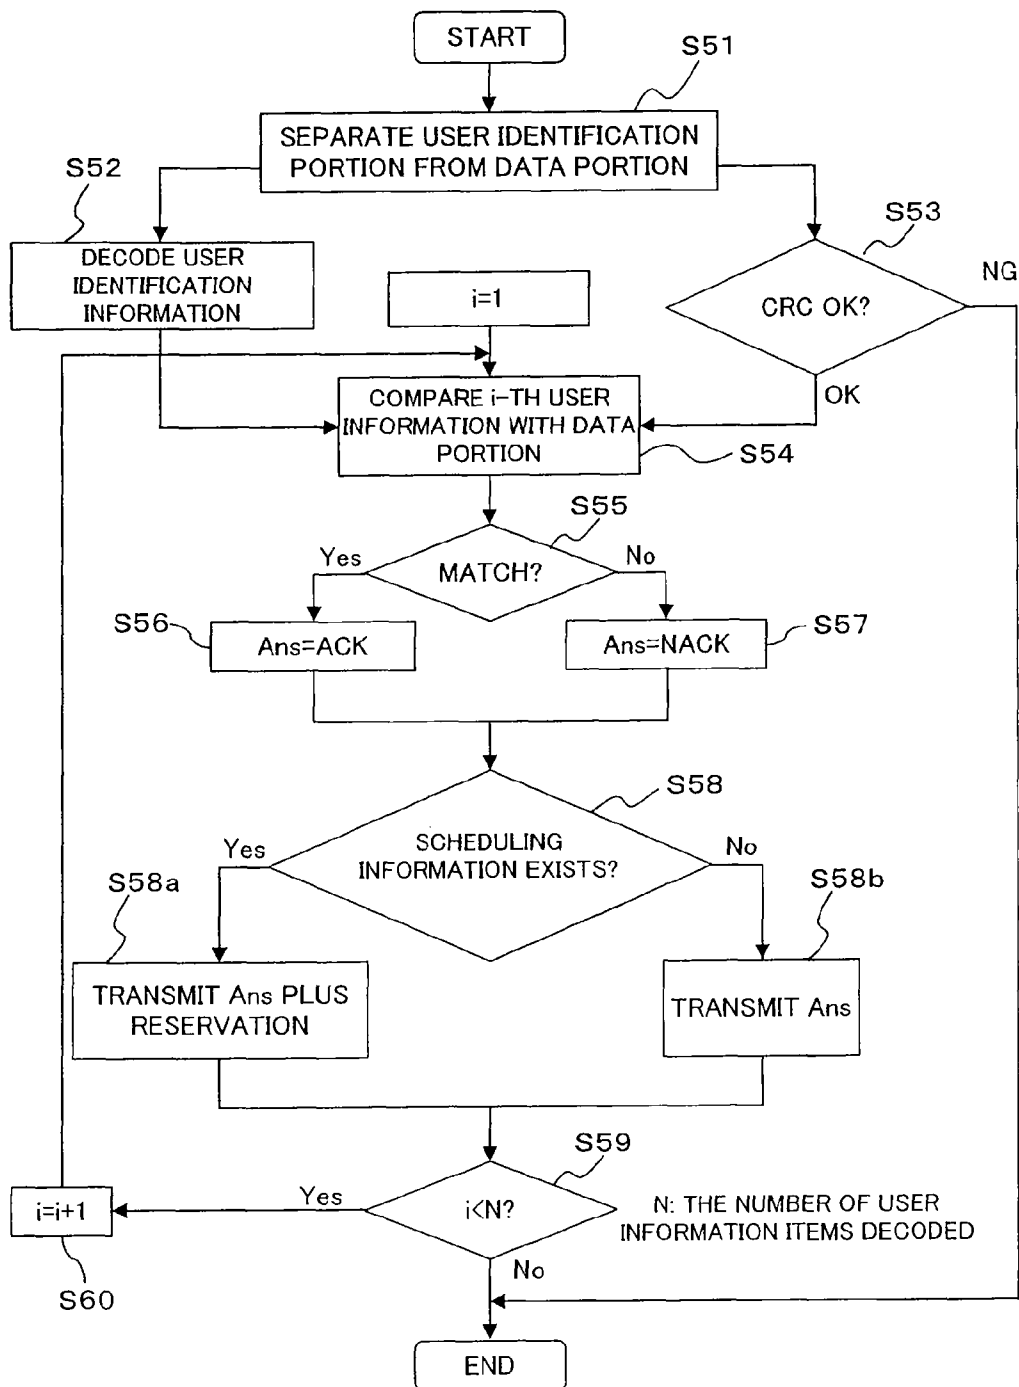 START
S51
SEPARATE USER IDENTIFICATION
PORTION FROM DATA PORTION
S52
S53
DECODE USER
IDENTIFICATION
INFORMATION
i=1
CRC OK?
NG
OK
COMPARE i-TH USER
INFORMATION WITH DATA
PORTION
S54
S55
Yes
MATCH?
No
S56
Ans=ACK
Ans=NACK
S57
S58
Yes
SCHEDULING
INFORMATION EXISTS?
No
S58a
S58b
TRANSMIT Ans PLUS
RESERVATION
TRANSMIT Ans
S59
i=i+1
Yes
i<N?
N: THE NUMBER OF USER
INFORMATION ITEMS DECODED
S60
No
END